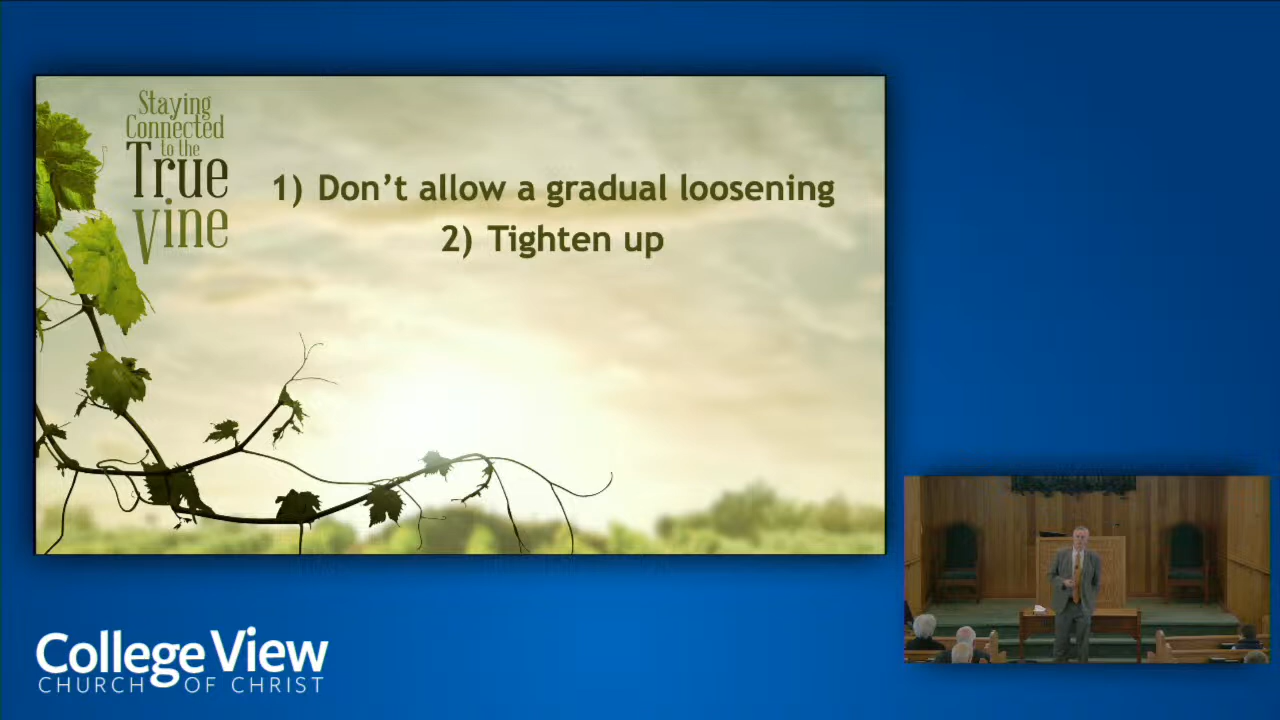 Staying
Connected
to the
True
vine
1) Don't allow a gradual loosening
2) Tighten up
College View
CHURCH OF CHRIST